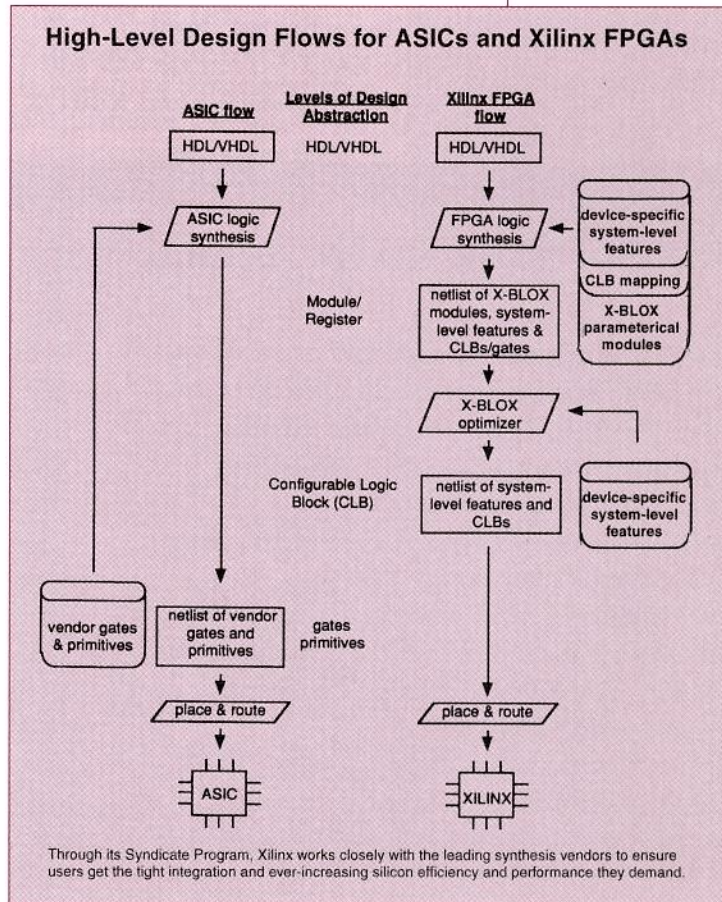 High-Level Design Flows for ASICs and Xilinx FPGAs
ASIC flow
Levels of Design
Abstraction
Xilinx FPGA
flow
HDL/VHDL
HDL/VHDL
HDL/VHDL
ASIC logic
synthesis
FPGA logic
synthesis
device-specific
system-level
features
CLB mapping
X-BLOX
parameterical
modules
Module/
Register
netlist of X-BLOX
modules, system-
level features &
CLBs/gates
X-BLOX
optimizer
Configurable Logic
Block (CLB)
netlist of system-
level features and
CLBs
device-specific
system-level
features
vendor gates
& primitives
netlist of vendor
gates and
primitives
gates
primitives
place & route
place & route
ASIC
XILINX
Through its Syndicate Program, Xilinx works closely with the leading synthesis vendors to ensure
users get the tight integration and ever-increasing silicon efficiency and performance they demand.